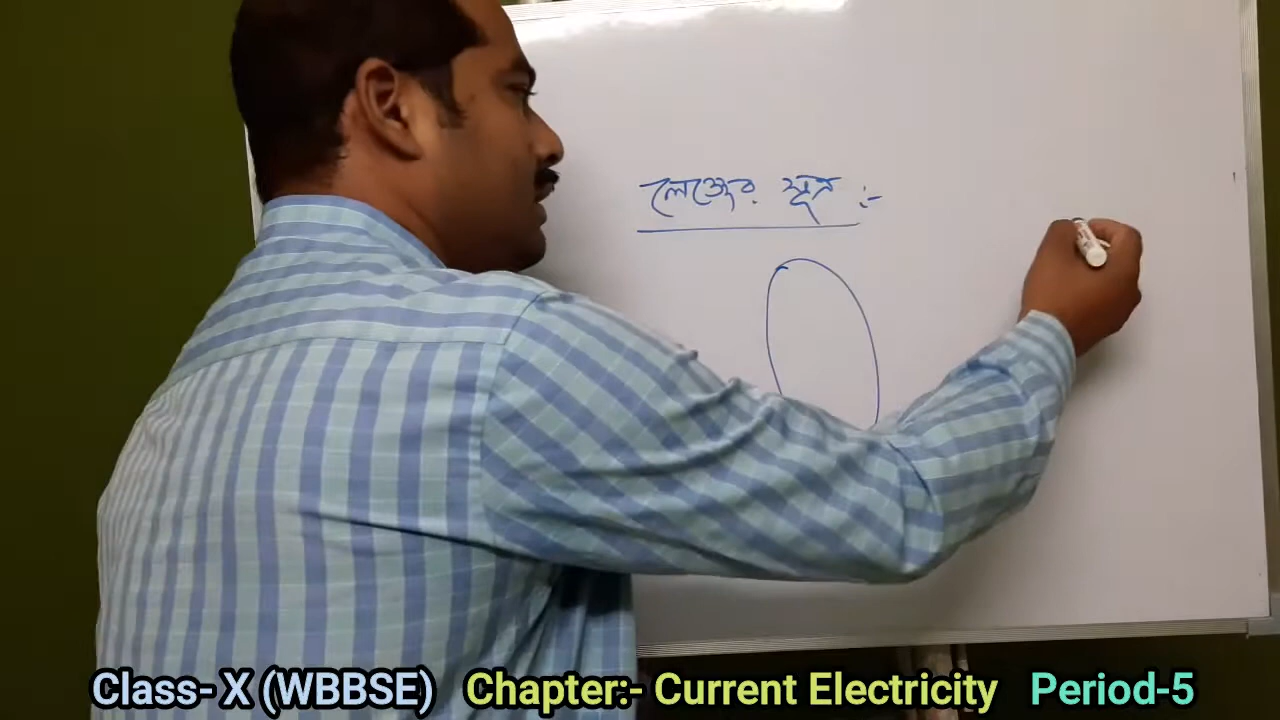 লেঞ্জের সূত্র :-
Class- X (WBBSE) Chapter:- Current Electricity Period-5